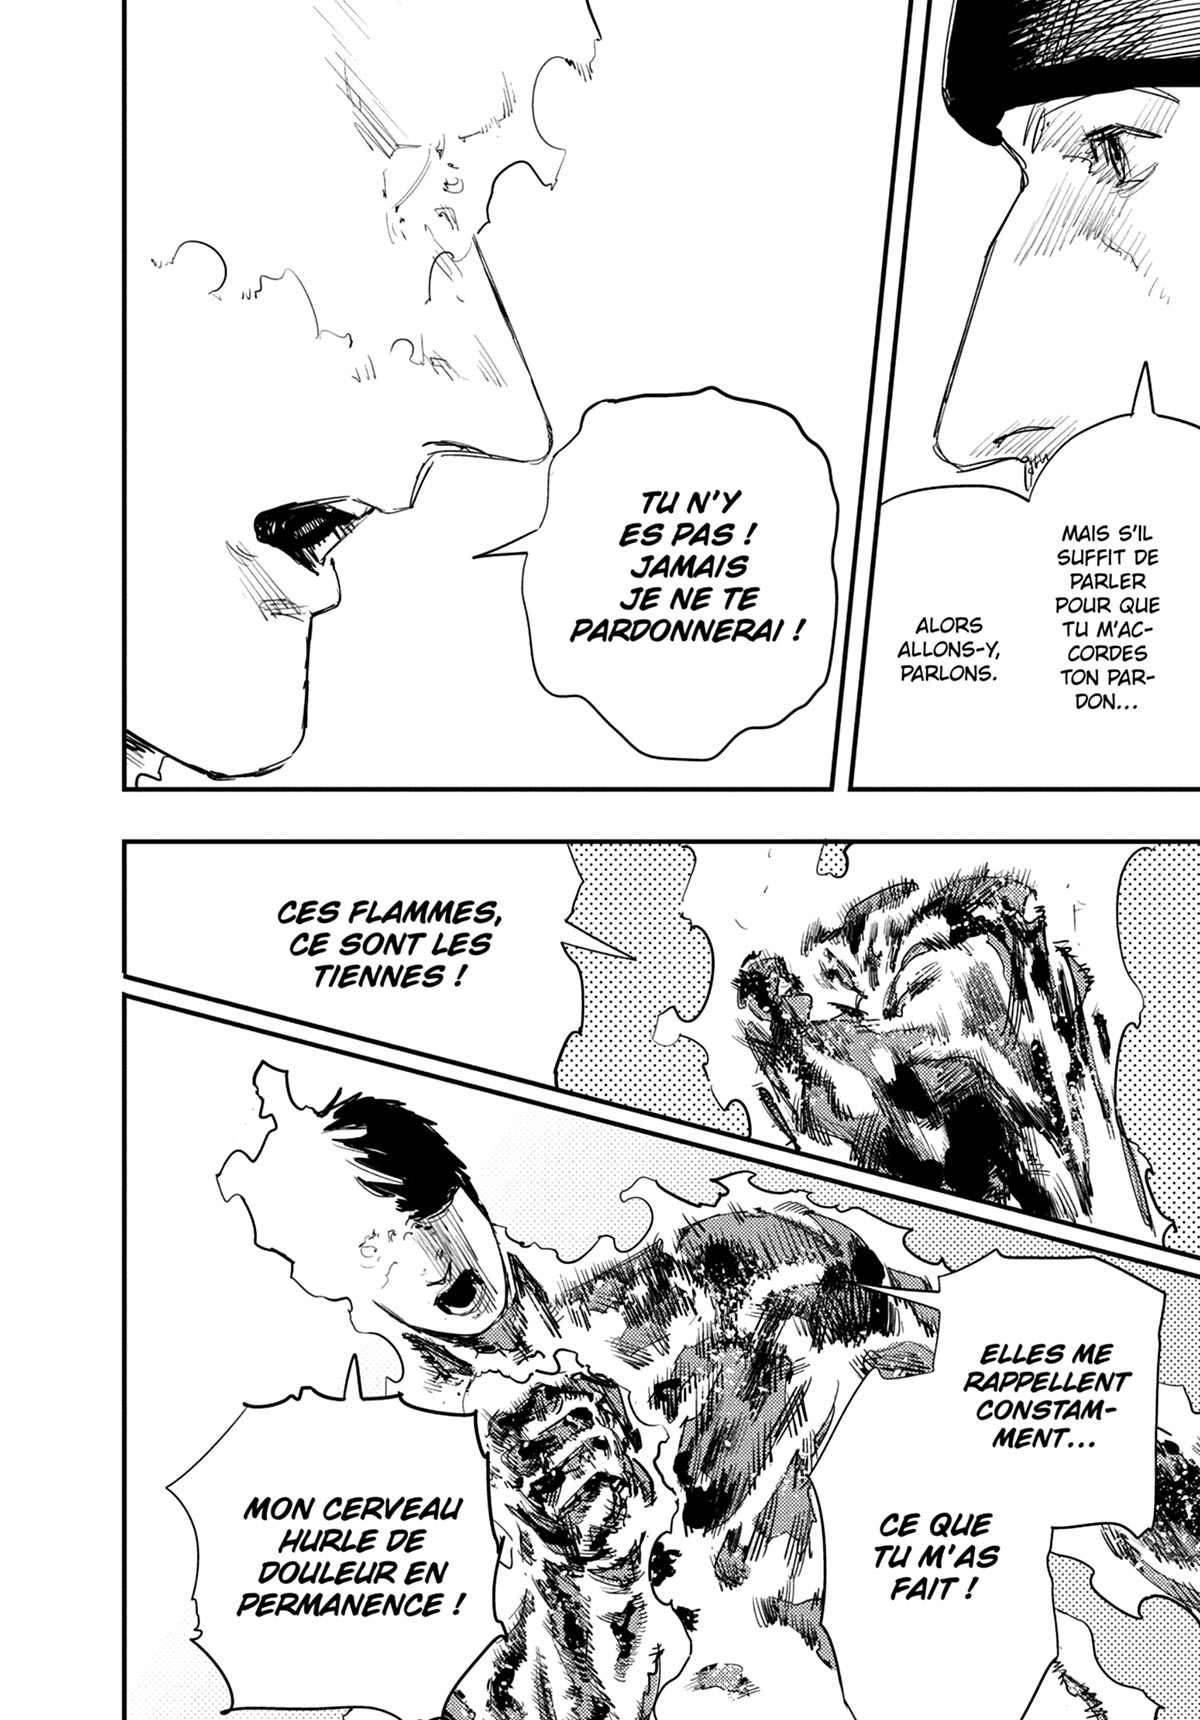 MAIS S'IL
SUFFIT DE
PARLER
POUR QUE
TU M'AC-
CORDES
TON PAR-
DON...
ALORS
ALLONS-Y,
PARLONS.
TU N'Y
ES PAS !
JAMAIS
JE NE TE
PARDONNERAI !
CES FLAMMES,
CE SONT LES
TIENNES !
ELLES ME
RAPPELLENT
CONSTAM-
MENT...
CE QUE
TU M'AS
FAIT !
MON CERVEAU
HURLE DE
DOULEUR EN
PERMANENCE !